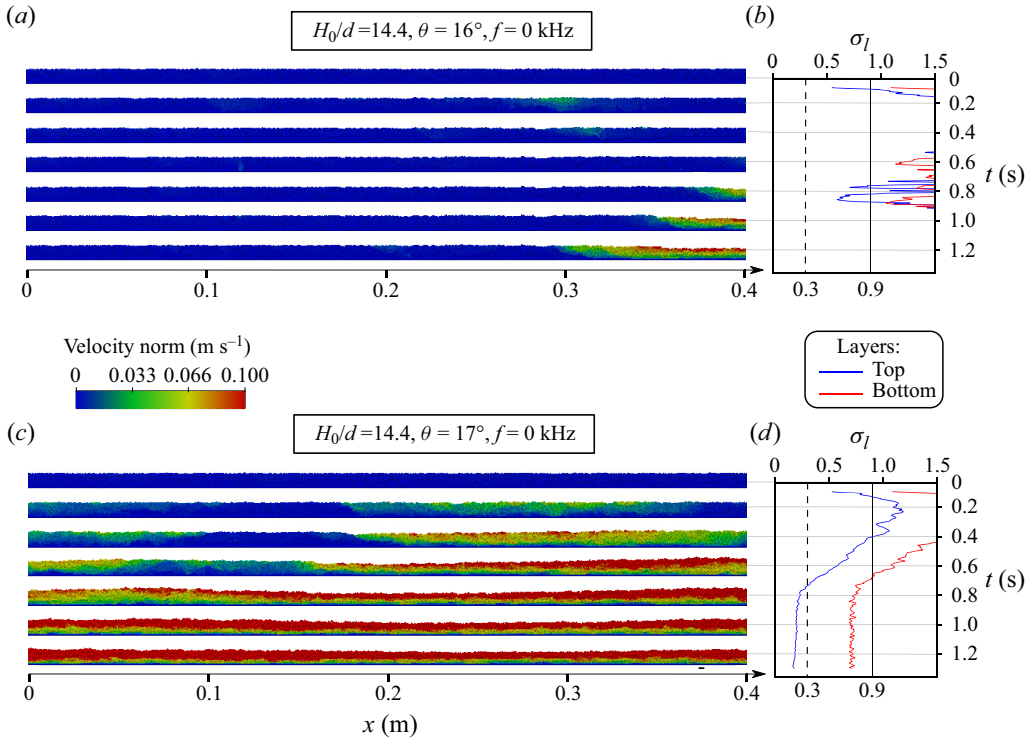 (a)
H₀/d =14.4, θ = 16°, f = 0 kHz
(b)
σ_l
0 0.5 1.0 1.5
0
0.2
0.4
0.6
0.8
1.0
1.2
t (s)
0.3 0.9
0 0.1 0.2 0.3 0.4
Velocity norm (m s⁻¹)
0 0.033 0.066 0.100
Layers:
Top
Bottom
(c)
H₀/d =14.4, θ = 17°, f = 0 kHz
(d)
σ_l
0 0.5 1.0 1.5
0
0.2
0.4
0.6
0.8
1.0
1.2
t (s)
0.3 0.9
0 0.1 0.2 0.3 0.4
x (m)